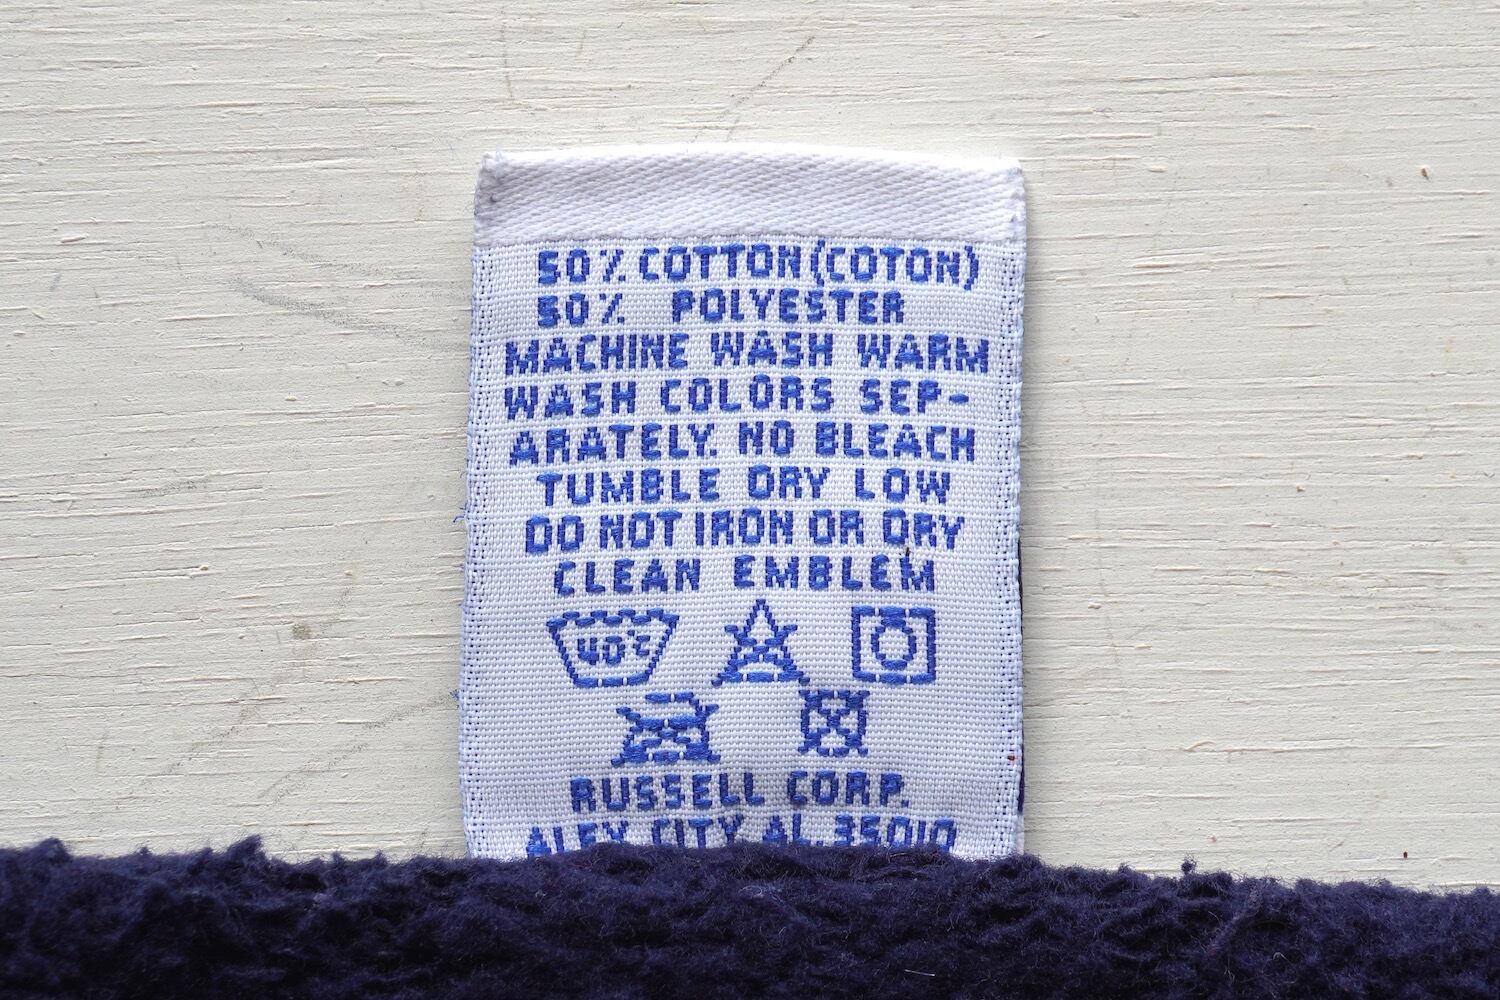 50% COTTON (COTON)
50% POLYESTER
MACHINE WASH WARM
WASH COLORS SEP-
ARATELY. NO BLEACH
TUMBLE DRY LOW
DO NOT IRON OR DRY
CLEAN EMBLEM
40°C
RUSSELL CORP.
ALEX. CITY AL. 35010